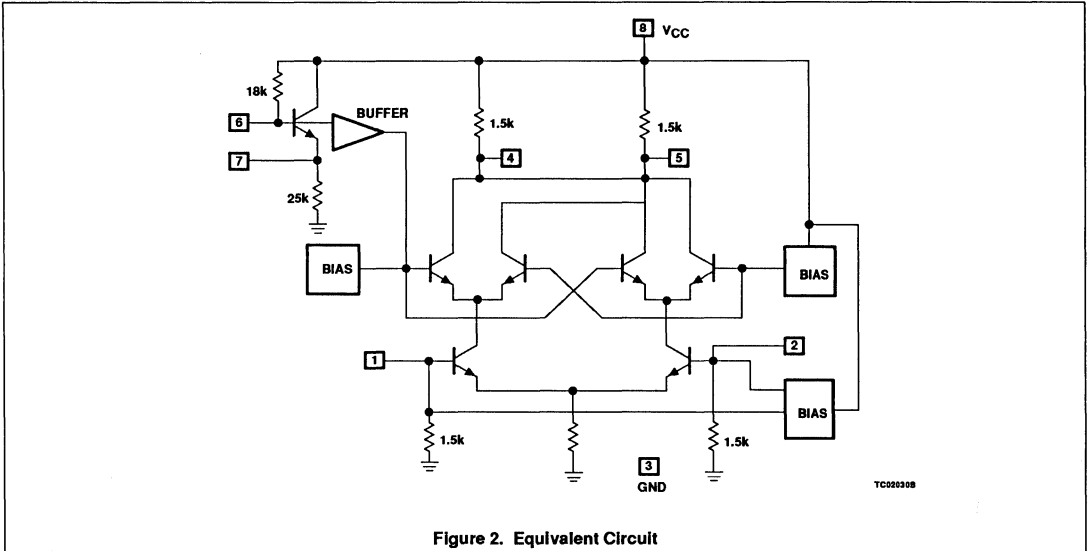 8 VCC
18k
BUFFER
6
1.5k
1.5k
7
4
5
25k
BIAS
BIAS
1
2
BIAS
1.5k
1.5k
3
GND
TC02030S
Figure 2. Equivalent Circuit